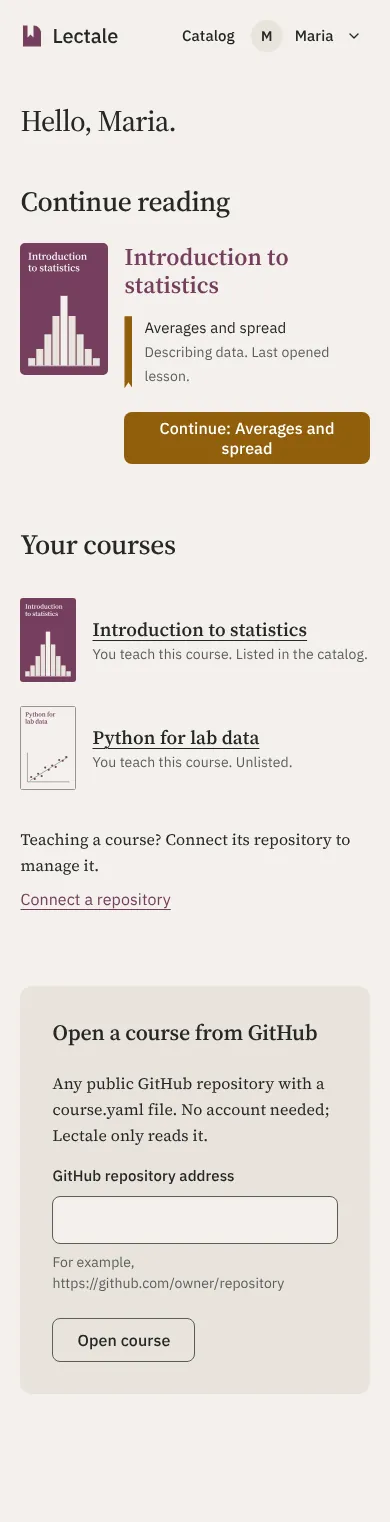 Lectale
Catalog
M
Maria
Hello, Maria.
Continue reading
Introduction
to statistics
Introduction to
statistics
Averages and spread
Describing data. Last opened
lesson.
Continue: Averages and
spread
Your courses
Introduction
to statistics
Introduction to statistics
You teach this course. Listed in the catalog.
Python for
lab data
Python for lab data
You teach this course. Unlisted.
Teaching a course? Connect its repository to
manage it.
Connect a repository
Open a course from GitHub
Any public GitHub repository with a
course.yaml file. No account needed;
Lectale only reads it.
GitHub repository address
For example,
https://github.com/owner/repository
Open course